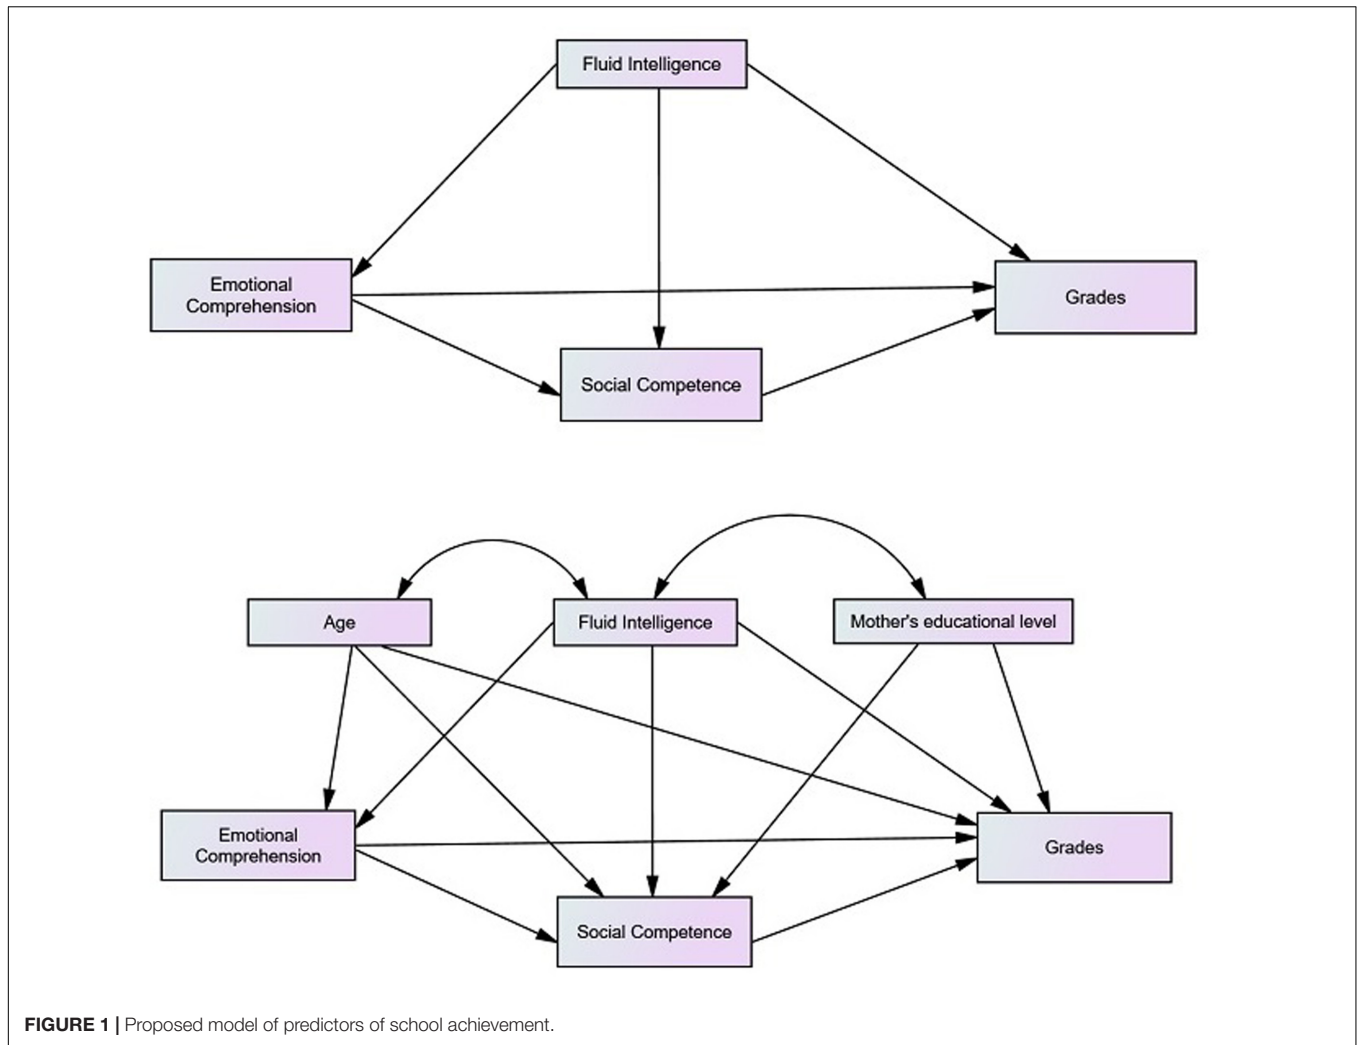 Fluid Intelligence
Emotional
Comprehension
Grades
Social Competence
Age
Fluid Intelligence
Mother's educational level
Emotional
Comprehension
Grades
Social Competence
FIGURE 1 | Proposed model of predictors of school achievement.